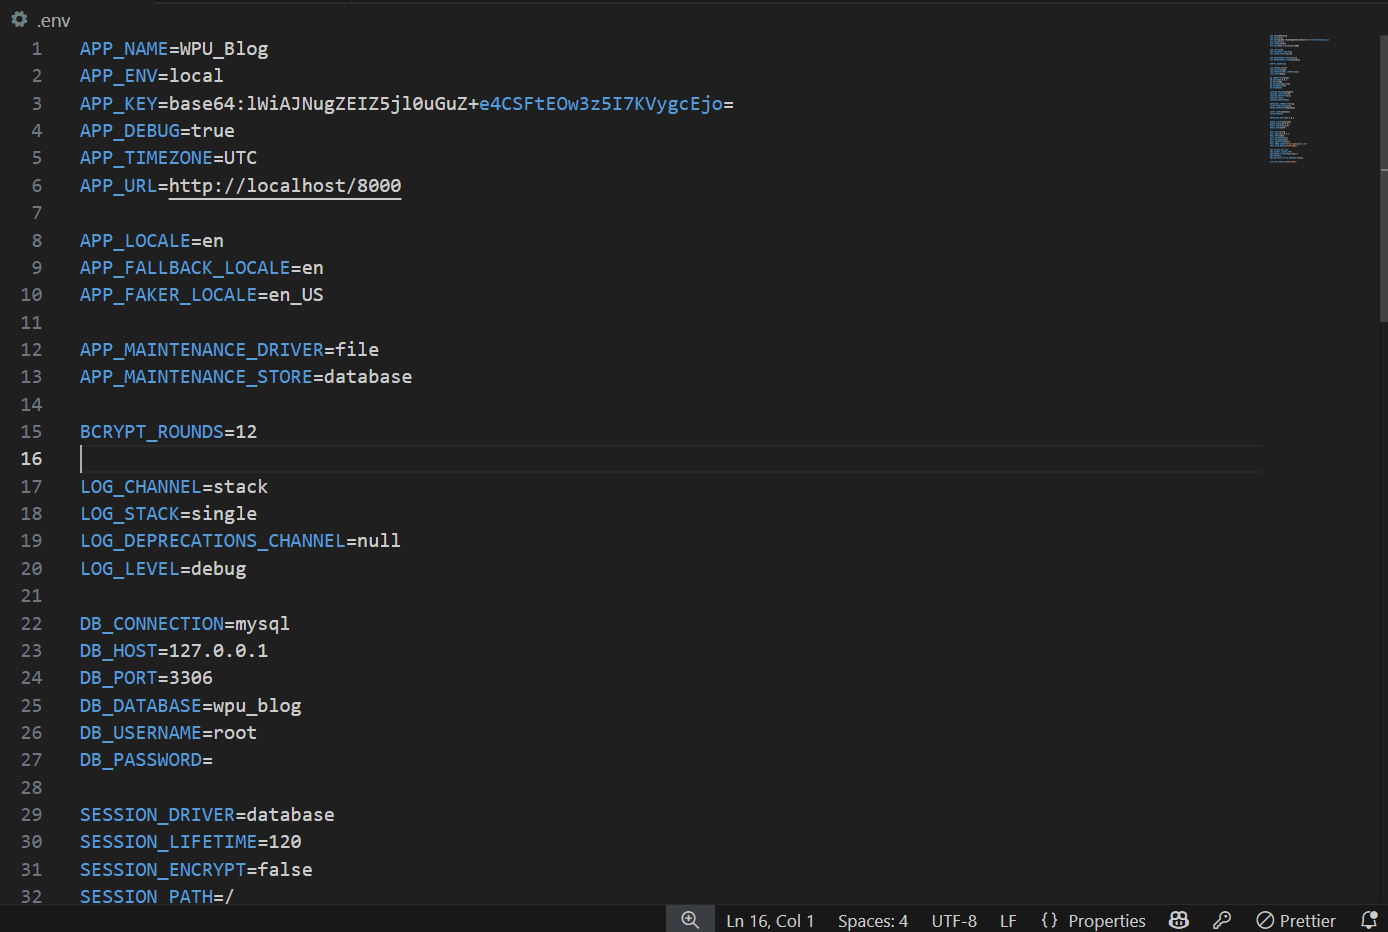 .env
1 APP_NAME=WPU_Blog
2 APP_ENV=local
3 APP_KEY=base64:lWiAJNugZEIZ5jl0uGuZ+e4CSFtEOw3z5I7KVygcEjo=
4 APP_DEBUG=true
5 APP_TIMEZONE=UTC
6 APP_URL=http://localhost/8000
7
8 APP_LOCALE=en
9 APP_FALLBACK_LOCALE=en
10 APP_FAKER_LOCALE=en_US
11
12 APP_MAINTENANCE_DRIVER=file
13 APP_MAINTENANCE_STORE=database
14
15 BCRYPT_ROUNDS=12
16
17 LOG_CHANNEL=stack
18 LOG_STACK=single
19 LOG_DEPRECATIONS_CHANNEL=null
20 LOG_LEVEL=debug
21
22 DB_CONNECTION=mysql
23 DB_HOST=127.0.0.1
24 DB_PORT=3306
25 DB_DATABASE=wpu_blog
26 DB_USERNAME=root
27 DB_PASSWORD=
28
29 SESSION_DRIVER=database
30 SESSION_LIFETIME=120
31 SESSION_ENCRYPT=false
32 SESSION_PATH=/
Ln 16, Col 1 Spaces: 4 UTF-8 LF {} Properties Prettier